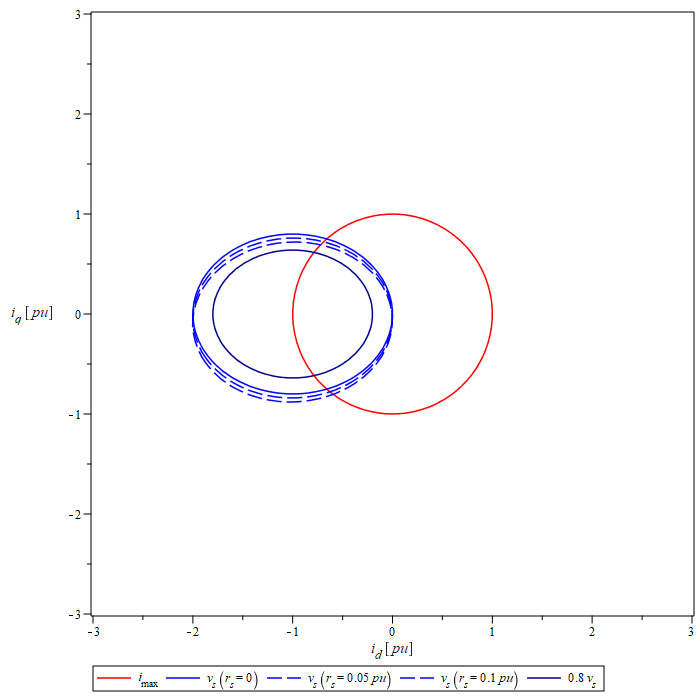 3
2
1
i_q [pu]
0
-1
-2
-3
-3 -2 -1 0 1 2 3
i_d [pu]
i_max v_s (r_s = 0) v_s (r_s = 0.05 pu) v_s (r_s = 0.1 pu) 0.8 v_s